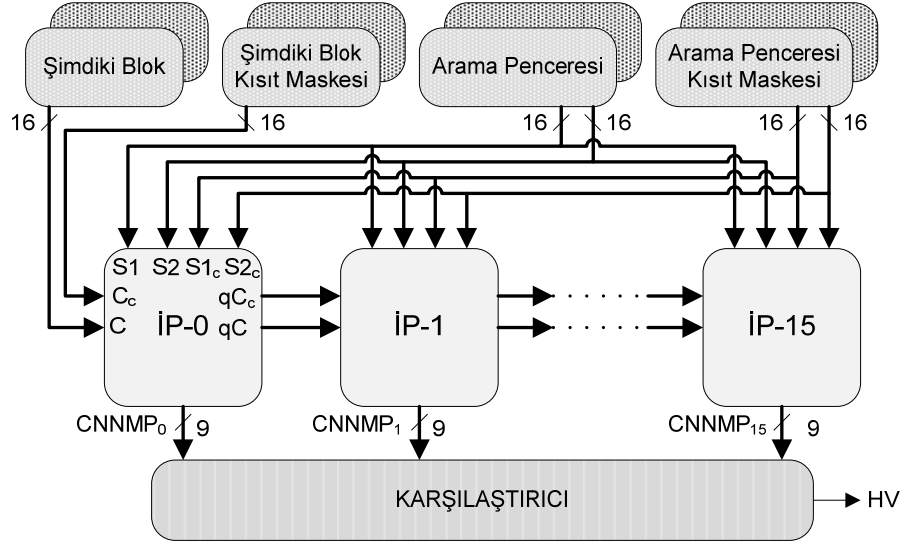 Şimdiki Blok
Şimdiki Blok
Kısıt Maskesi
Arama Penceresi
Arama Penceresi
Kısıt Maskesi
16
16
16
16
16
16
S1 S2 S1c S2c
Cc
qCc
C
İP-0
qC
İP-1
İP-15
CNNMP0
9
CNNMP1
9
CNNMP15
9
KARŞILAŞTIRICI
HV